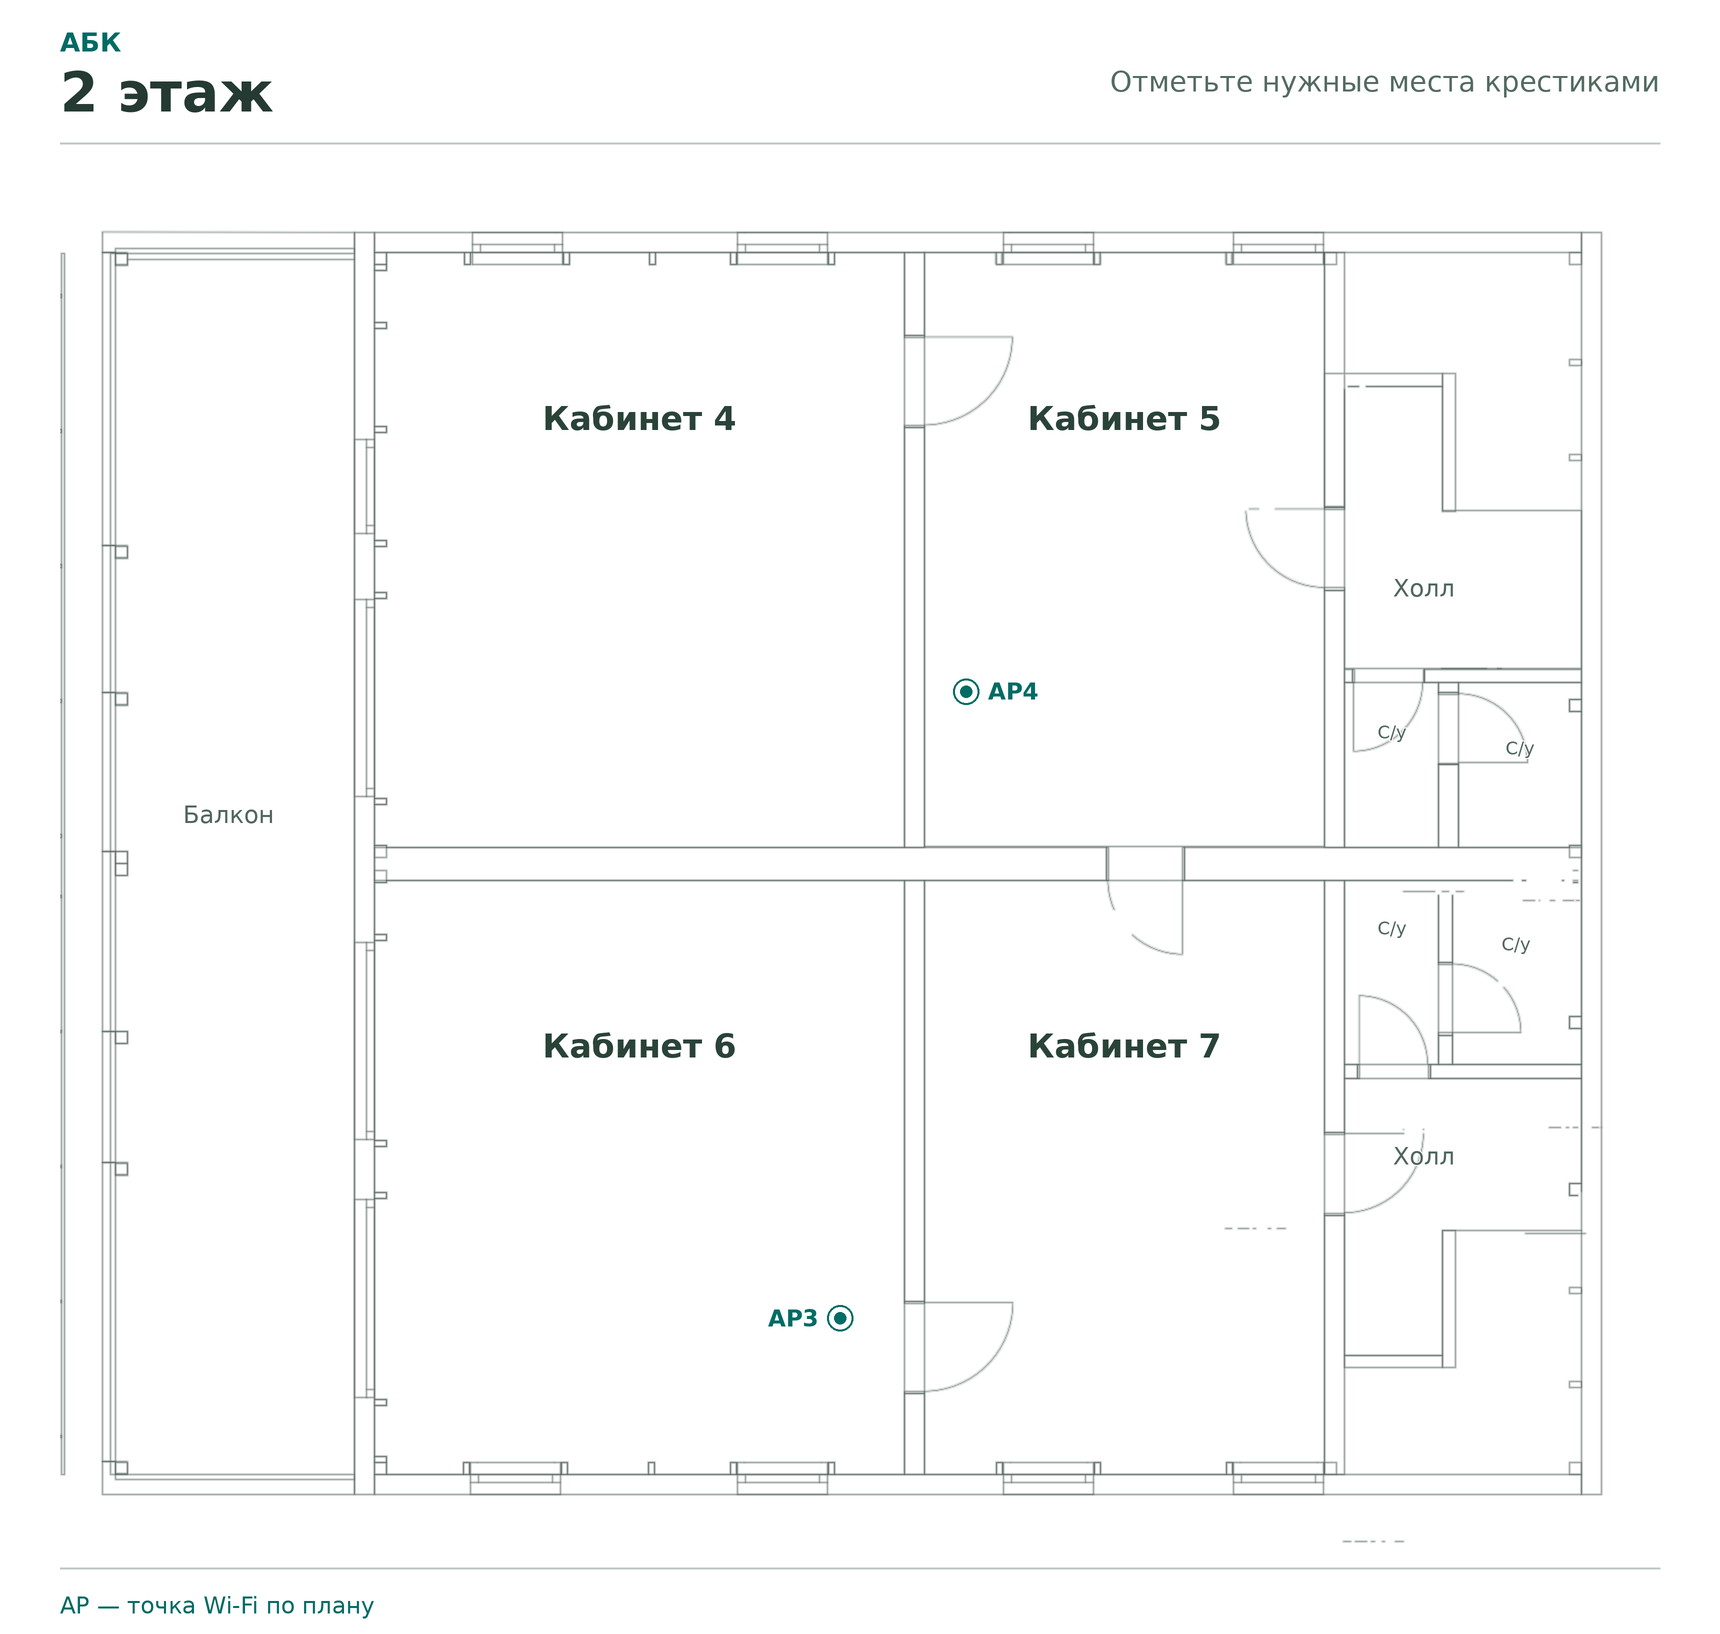 АБК
2 этаж
Отметьте нужные места крестиками
Кабинет 4
Кабинет 5
Холл
AP4
С/у
С/у
Балкон
С/у
С/у
Кабинет 6
Кабинет 7
Холл
AP3
AP — точка Wi-Fi по плану